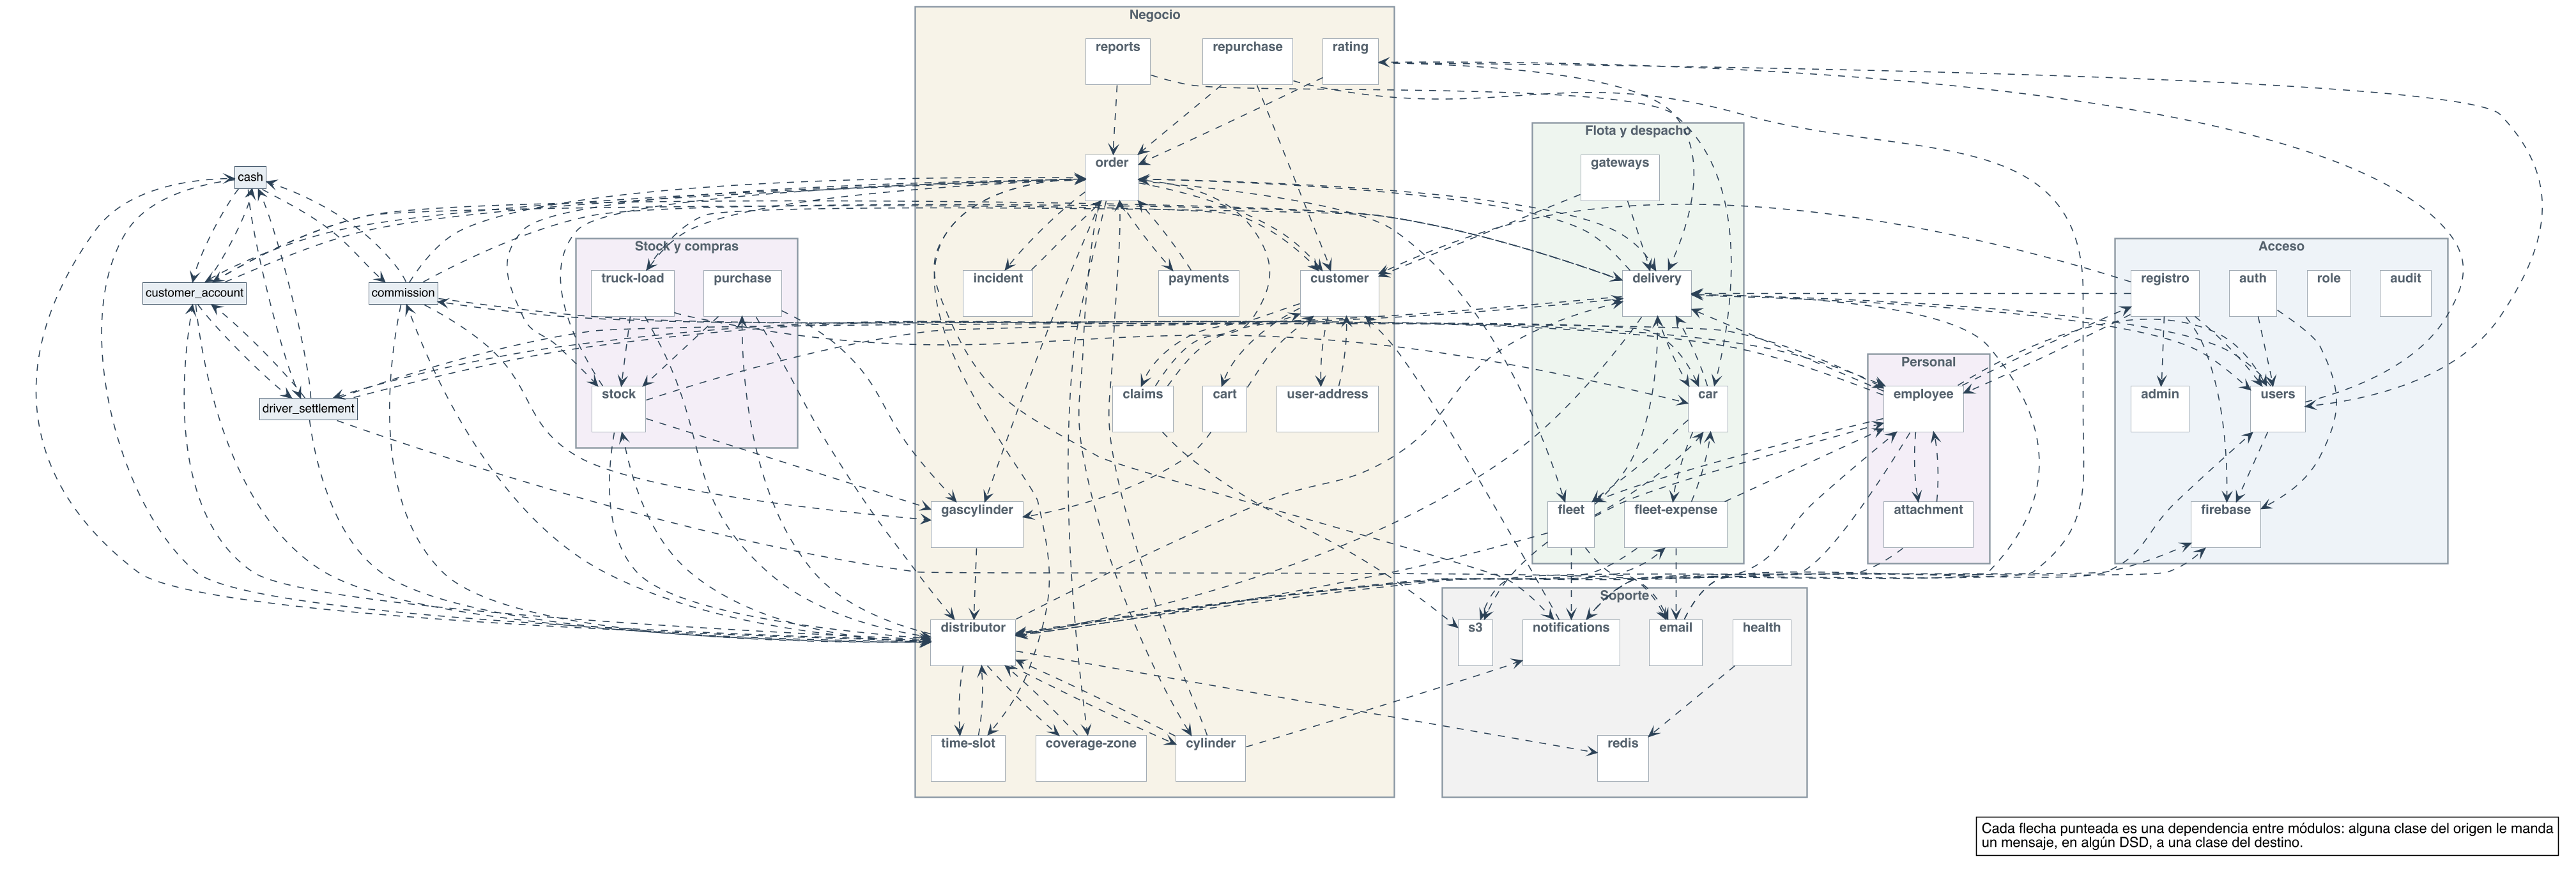 Negocio
reports
repurchase
rating
Flota y despacho
order
gateways
cash
Stock y compras
Acceso
customer_account
commission
truck-load
purchase
incident
payments
customer
delivery
registro
auth
role
audit
Personal
driver_settlement
stock
claims
cart
user-address
car
employee
admin
users
gascylinder
fleet
fleet-expense
attachment
firebase
Soporte
distributor
s3
notifications
email
health
time-slot
coverage-zone
cylinder
redis
Cada flecha punteada es una dependencia entre módulos: alguna clase del origen le manda
un mensaje, en algún DSD, a una clase del destino.